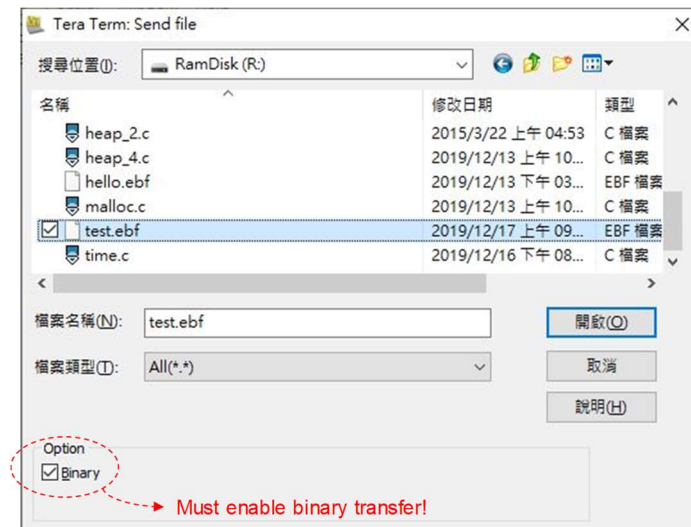 Tera Term: Send file
搜尋位置(I): RamDisk (R:)
名稱 修改日期 類型
heap_2.c 2015/3/22 上午 04:53 C 檔案
heap_4.c 2019/12/13 上午 10... C 檔案
hello.ebf 2019/12/13 下午 03... EBF 檔案
malloc.c 2019/12/13 上午 10... C 檔案
test.ebf 2019/12/17 上午 09... EBF 檔案
time.c 2019/12/16 下午 08... C 檔案
檔案名稱(N): test.ebf 開啟(O)
檔案類型(T): All(*.*) 取消
說明(H)
Option
Binary
Must enable binary transfer!